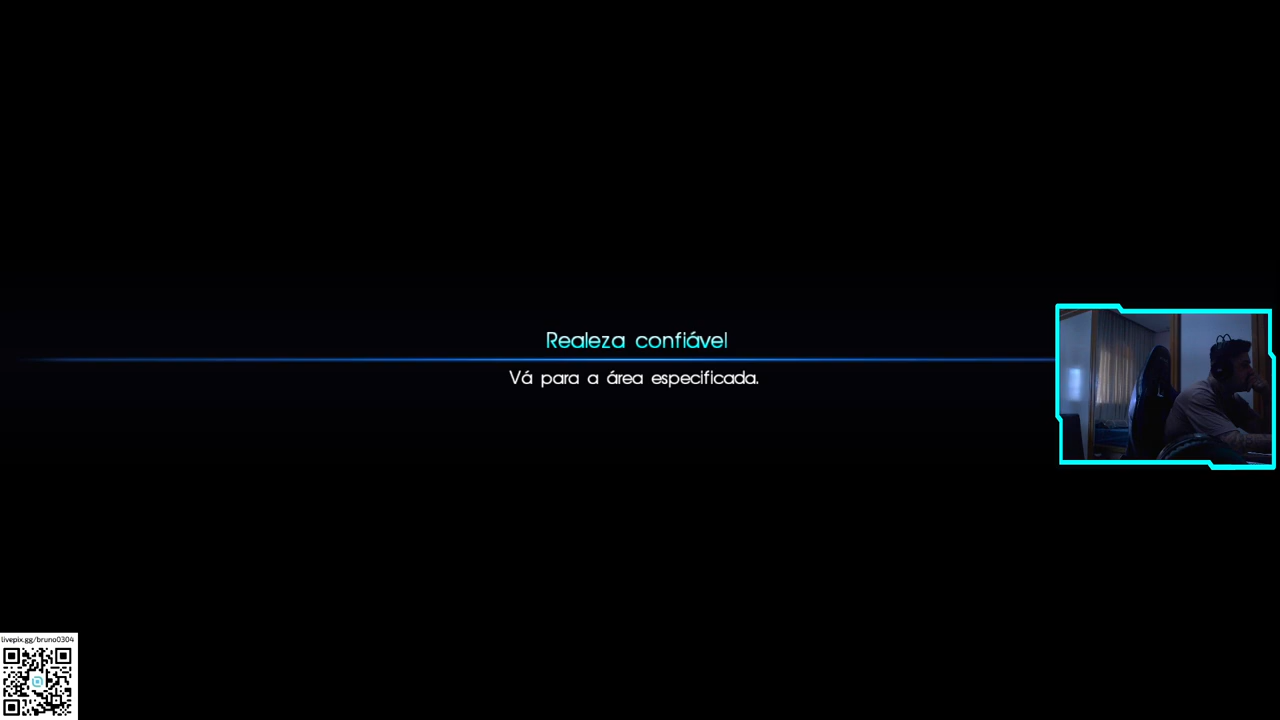 Realeza confiável
Vá para a área especificada.
livepix.gg/bruno0304